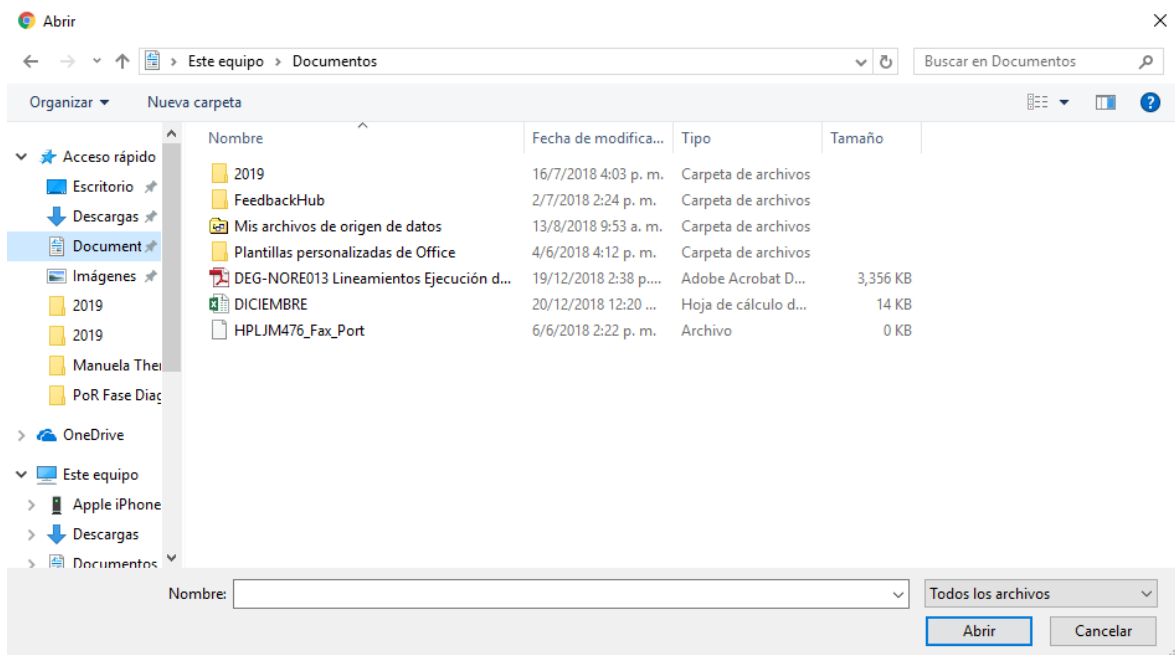 Abrir
Este equipo > Documentos
Buscar en Documentos
Organizar
Nueva carpeta
Acceso rápido
Escritorio
Descargas
Document
Imágenes
2019
2019
Manuela Ther
PoR Fase Diag
OneDrive
Este equipo
Apple iPhone
Descargas
Documentos
Nombre Fecha de modifica... Tipo Tamaño
2019 16/7/2018 4:03 p. m. Carpeta de archivos
FeedbackHub 2/7/2018 2:24 p. m. Carpeta de archivos
Mis archivos de origen de datos 13/8/2018 9:53 a. m. Carpeta de archivos
Plantillas personalizadas de Office 4/6/2018 4:12 p. m. Carpeta de archivos
DEG-NORE013 Lineamientos Ejecución d... 19/12/2018 2:38 p.... Adobe Acrobat D... 3,356 KB
DICIEMBRE 20/12/2018 12:20 ... Hoja de cálculo d... 14 KB
HPLJM476_Fax_Port 6/6/2018 2:22 p. m. Archivo 0 KB
Nombre:
Todos los archivos
Abrir Cancelar